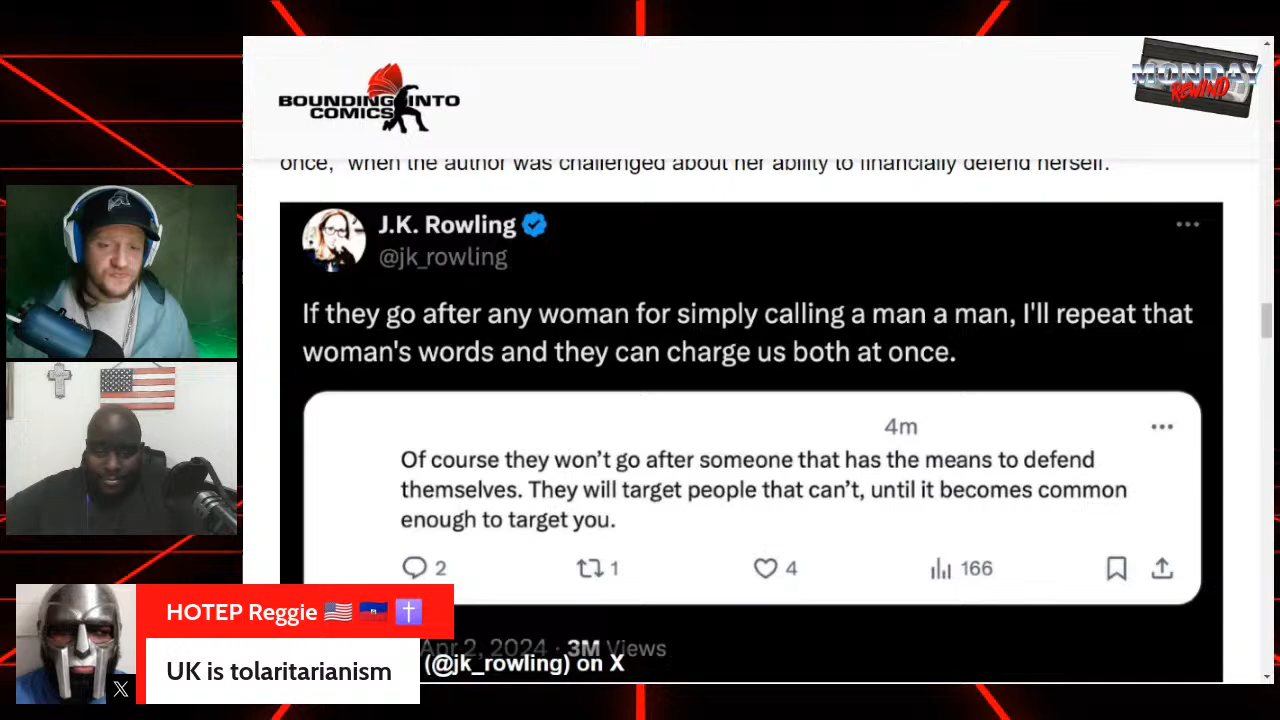 BOUNDING INTO
COMICS
MONDAY
REWIND
once," when the author was challenged about her ability to financially defend herself.
J.K. Rowling
@jk_rowling
If they go after any woman for simply calling a man a man, I'll repeat that
woman's words and they can charge us both at once.
4m
Of course they won't go after someone that has the means to defend
themselves. They will target people that can't, until it becomes common
enough to target you.
2 1 4 166
Apr 2, 2024 · 3M Views
(@jk_rowling) on X
HOTEP Reggie
UK is tolaritarianism